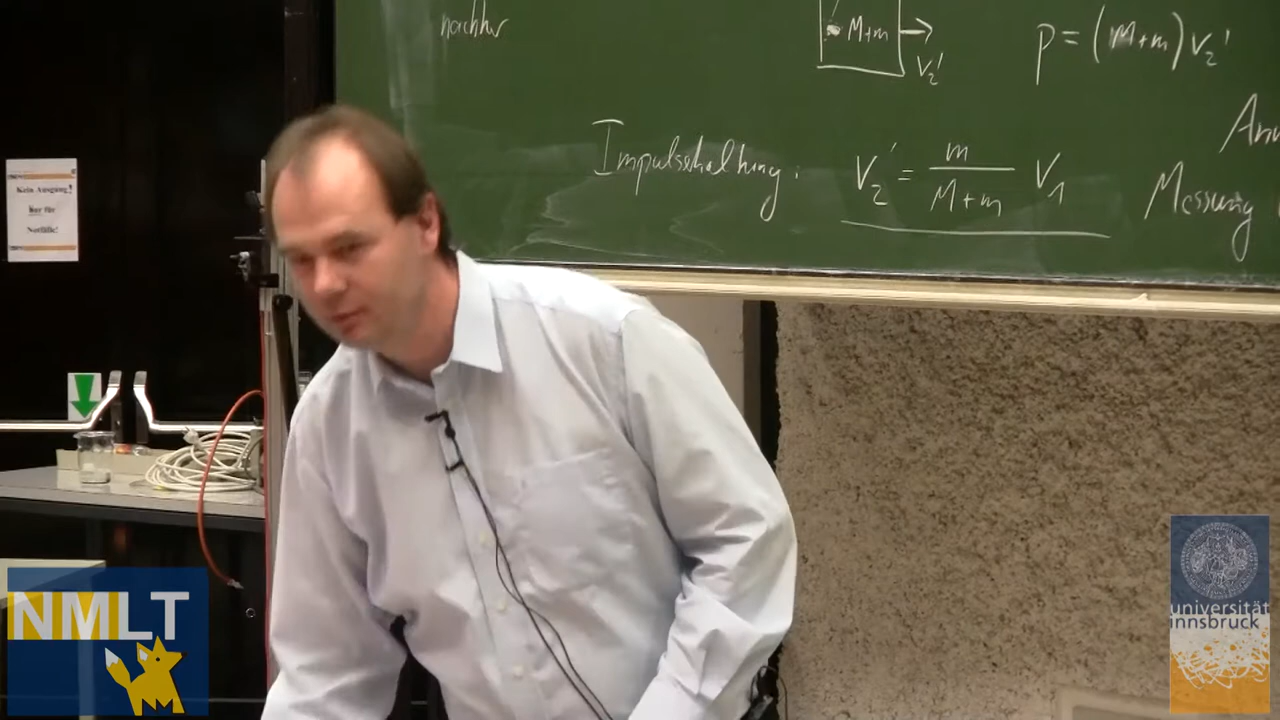 nachher
M+m
v₂'
p = (M+m) v₂'
Impulserhaltung: v₂' = m/(M+m) v₁
Messung
Kein Ausgang!
Nur für
Notfälle!
NMLT
universität
innsbruck